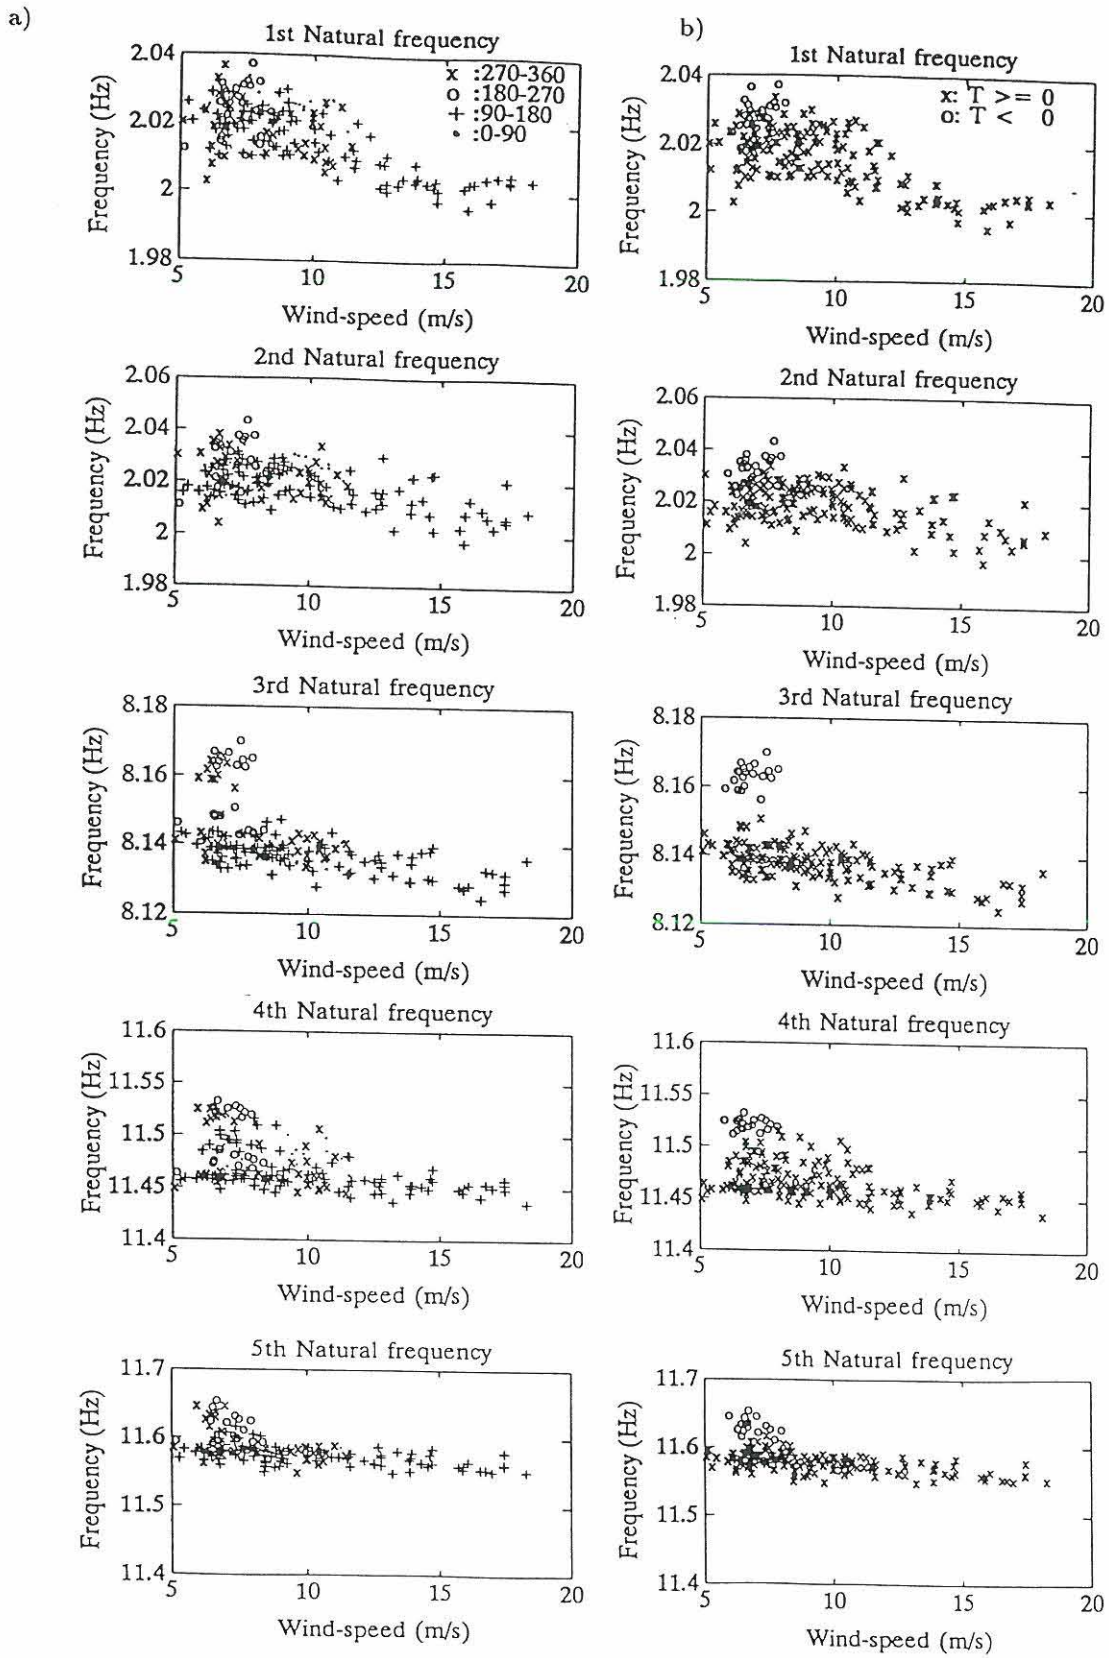 a)
1st Natural frequency
2.04
2.02
2
1.98
Frequency (Hz)
x :270-360
o :180-270
+ :90-180
. :0-90
5 10 15 20
Wind-speed (m/s)
2nd Natural frequency
2.06
2.04
2.02
2
1.98
Frequency (Hz)
5 10 15 20
Wind-speed (m/s)
3rd Natural frequency
8.18
8.16
8.14
8.12
Frequency (Hz)
5 10 15 20
Wind-speed (m/s)
4th Natural frequency
11.6
11.55
11.5
11.45
11.4
Frequency (Hz)
5 10 15 20
Wind-speed (m/s)
5th Natural frequency
11.7
11.6
11.5
11.4
Frequency (Hz)
5 10 15 20
Wind-speed (m/s)
b)
1st Natural frequency
2.04
2.02
2
1.98
Frequency (Hz)
x: T >= 0
o: T < 0
5 10 15 20
Wind-speed (m/s)
2nd Natural frequency
2.06
2.04
2.02
2
1.98
Frequency (Hz)
5 10 15 20
Wind-speed (m/s)
3rd Natural frequency
8.18
8.16
8.14
8.12
Frequency (Hz)
5 10 15 20
Wind-speed (m/s)
4th Natural frequency
11.6
11.55
11.5
11.45
11.4
Frequency (Hz)
5 10 15 20
Wind-speed (m/s)
5th Natural frequency
11.7
11.6
11.5
11.4
Frequency (Hz)
5 10 15 20
Wind-speed (m/s)